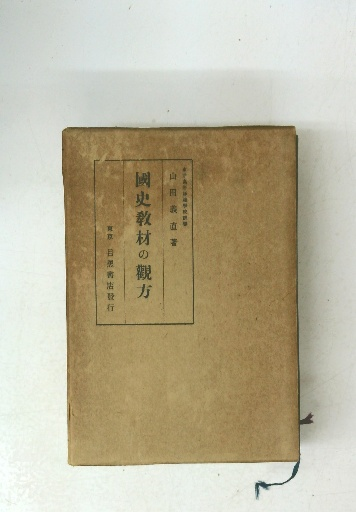 山田義直著
國史教材の觀方
東京 目黑書店發行